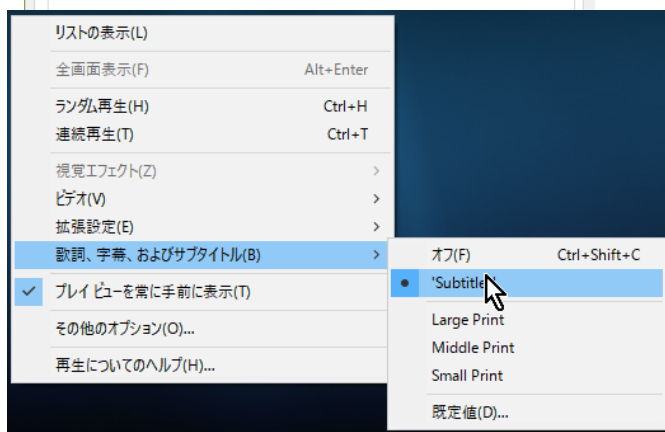 リストの表示(L)
全画面表示(F) Alt+Enter
ランダム再生(H) Ctrl+H
連続再生(T) Ctrl+T
視覚エフェクト(Z)
ビデオ(V)
拡張設定(E)
歌詞、字幕、およびサブタイトル(B)
オフ(F) Ctrl+Shift+C
プレイ ビューを常に手前に表示(T)
その他のオプション(O)...
Large Print
Middle Print
再生についてのヘルプ(H)...
Small Print
既定値(D)...